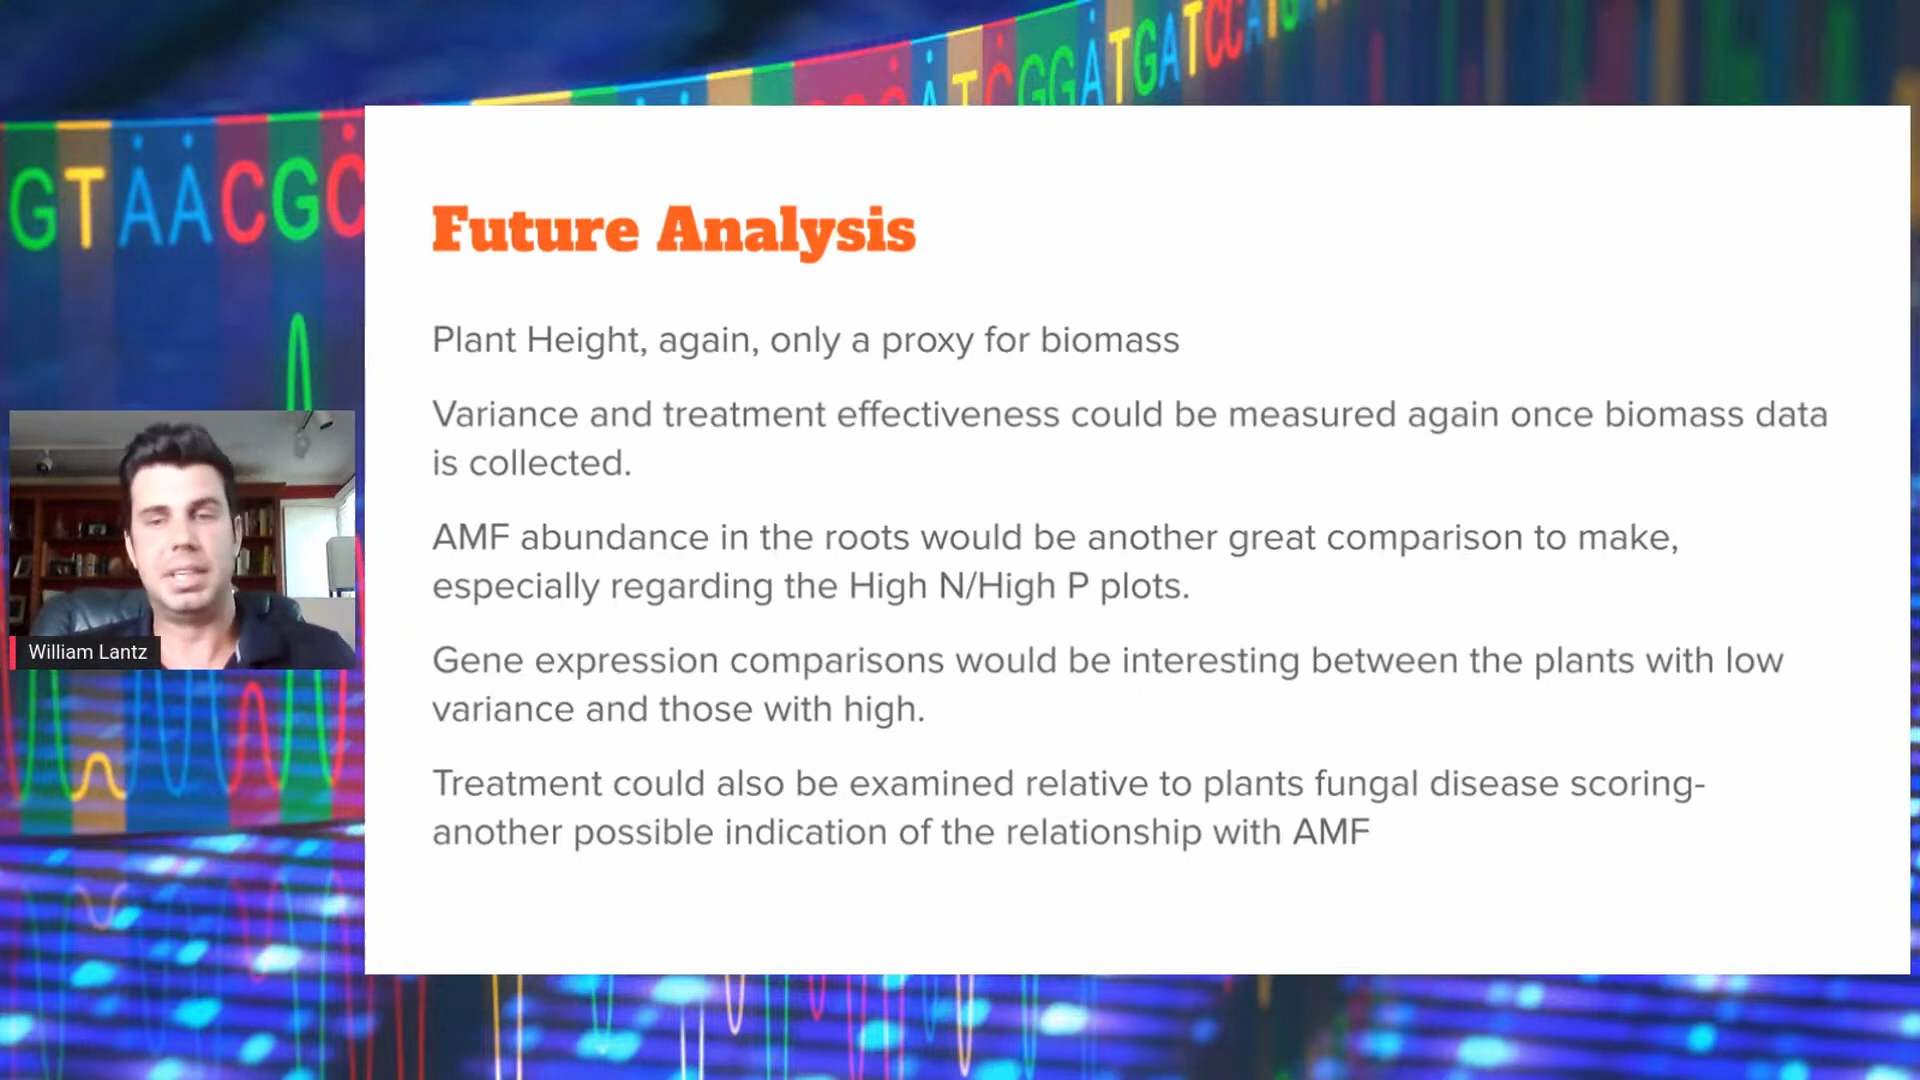 GTAACGC
ATCGGATGATCC
Future Analysis
Plant Height, again, only a proxy for biomass
Variance and treatment effectiveness could be measured again once biomass data
is collected.
AMF abundance in the roots would be another great comparison to make,
especially regarding the High N/High P plots.
Gene expression comparisons would be interesting between the plants with low
variance and those with high.
Treatment could also be examined relative to plants fungal disease scoring-
another possible indication of the relationship with AMF
William Lantz